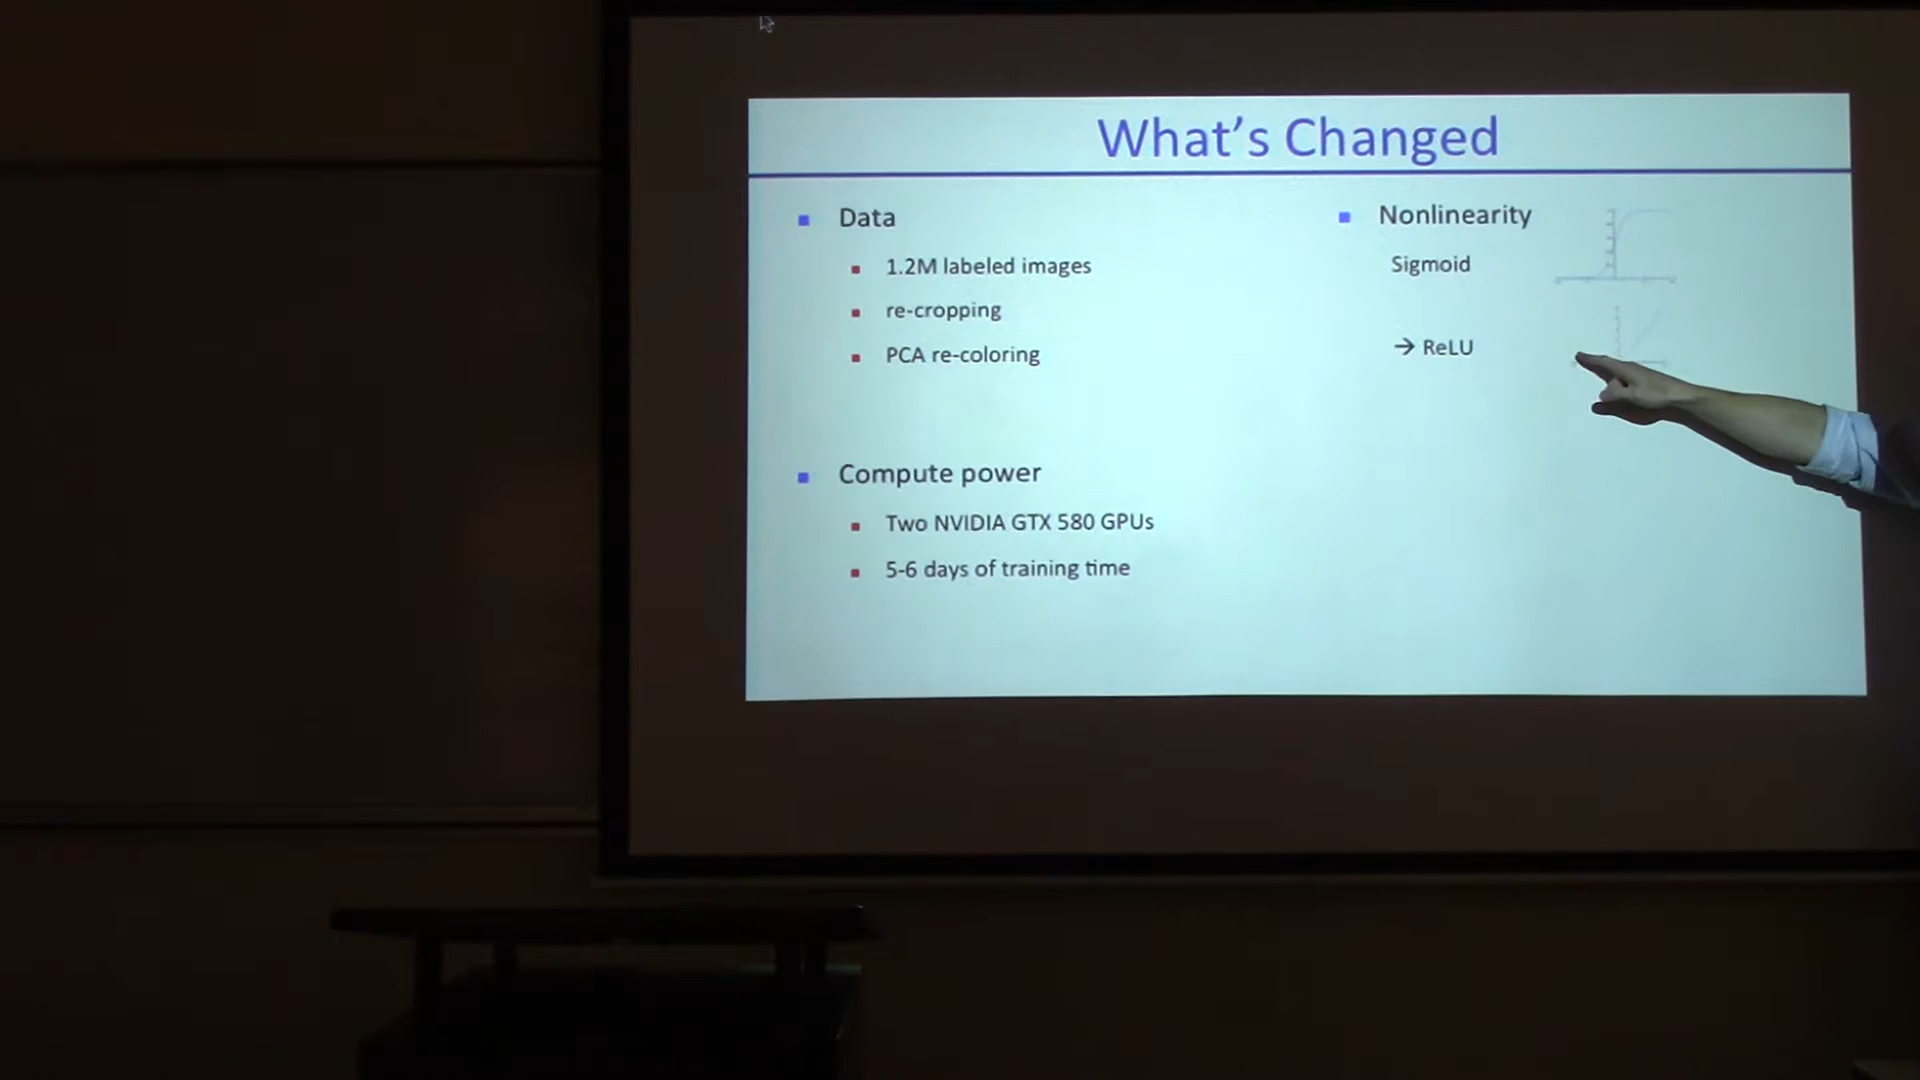 What's Changed
Data
1.2M labeled images
re-cropping
PCA re-coloring
Compute power
Two NVIDIA GTX 580 GPUs
5-6 days of training time
Nonlinearity
Sigmoid
→ ReLU